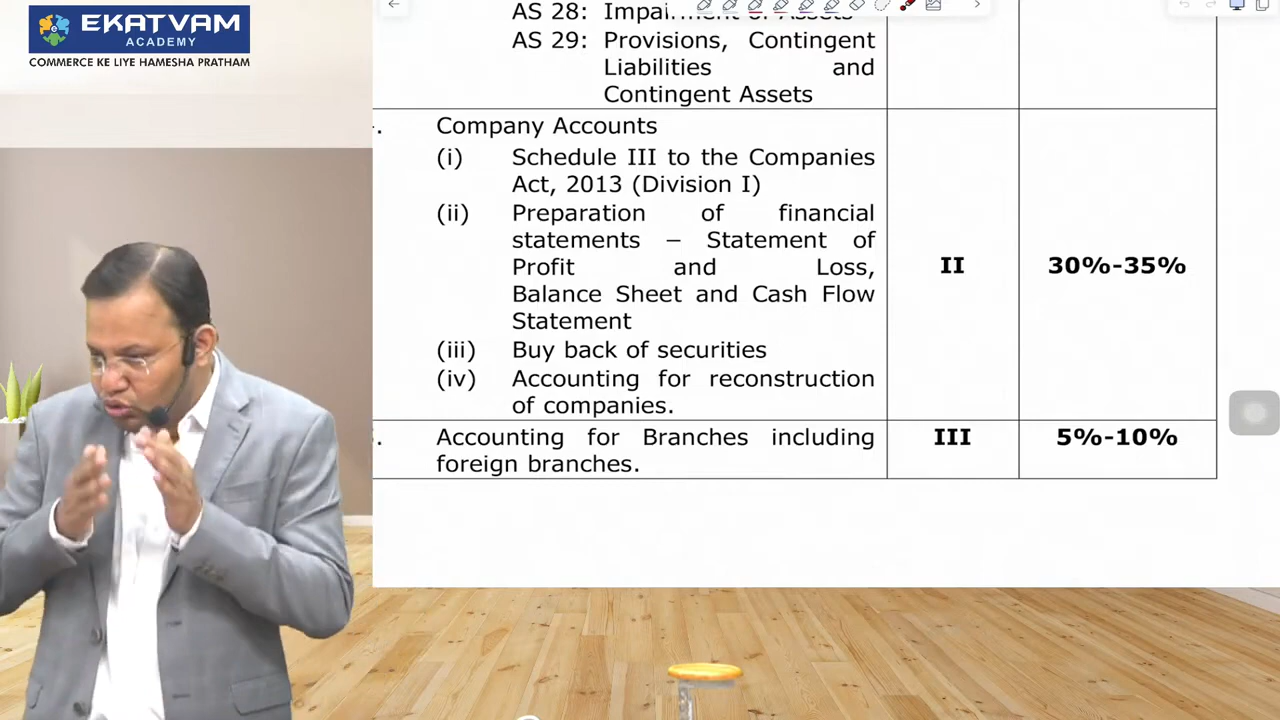 EKATVAM
ACADEMY
COMMERCE KE LIYE HAMESHA PRATHAM
AS 28: Impairment of Assets
AS 29: Provisions, Contingent
Liabilities and
Contingent Assets
Company Accounts
(i) Schedule III to the Companies
Act, 2013 (Division I)
(ii) Preparation of financial
statements – Statement of
Profit and Loss,
Balance Sheet and Cash Flow
Statement
II 30%-35%
(iii) Buy back of securities
(iv) Accounting for reconstruction
of companies.
Accounting for Branches including
foreign branches.
III 5%-10%